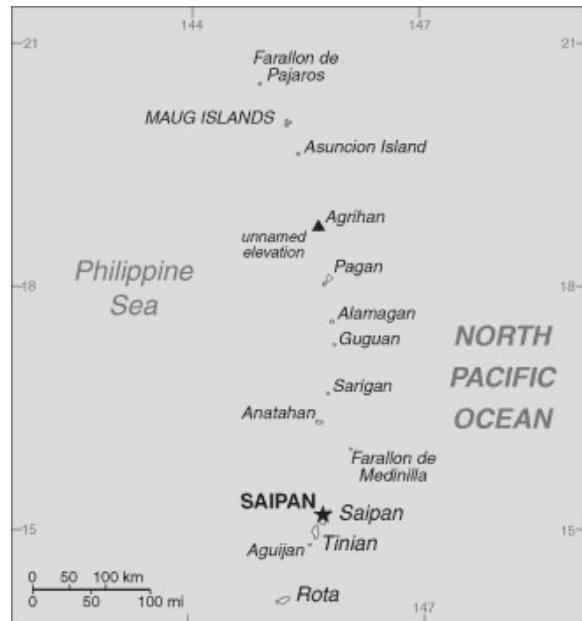 144 147
21 21
Farallon de
Pajaros
MAUG ISLANDS
Asuncion Island
Agrihan
unnamed
elevation
Pagan
Philippine
Sea
18 18
Alamagan
Guguan
NORTH
PACIFIC
OCEAN
Sarigan
Anatahan
Farallon de
Medinilla
SAIPAN
Saipan
15 15
Tinian
Aguijan
0 50 100 km
0 50 100 mi
Rota
147